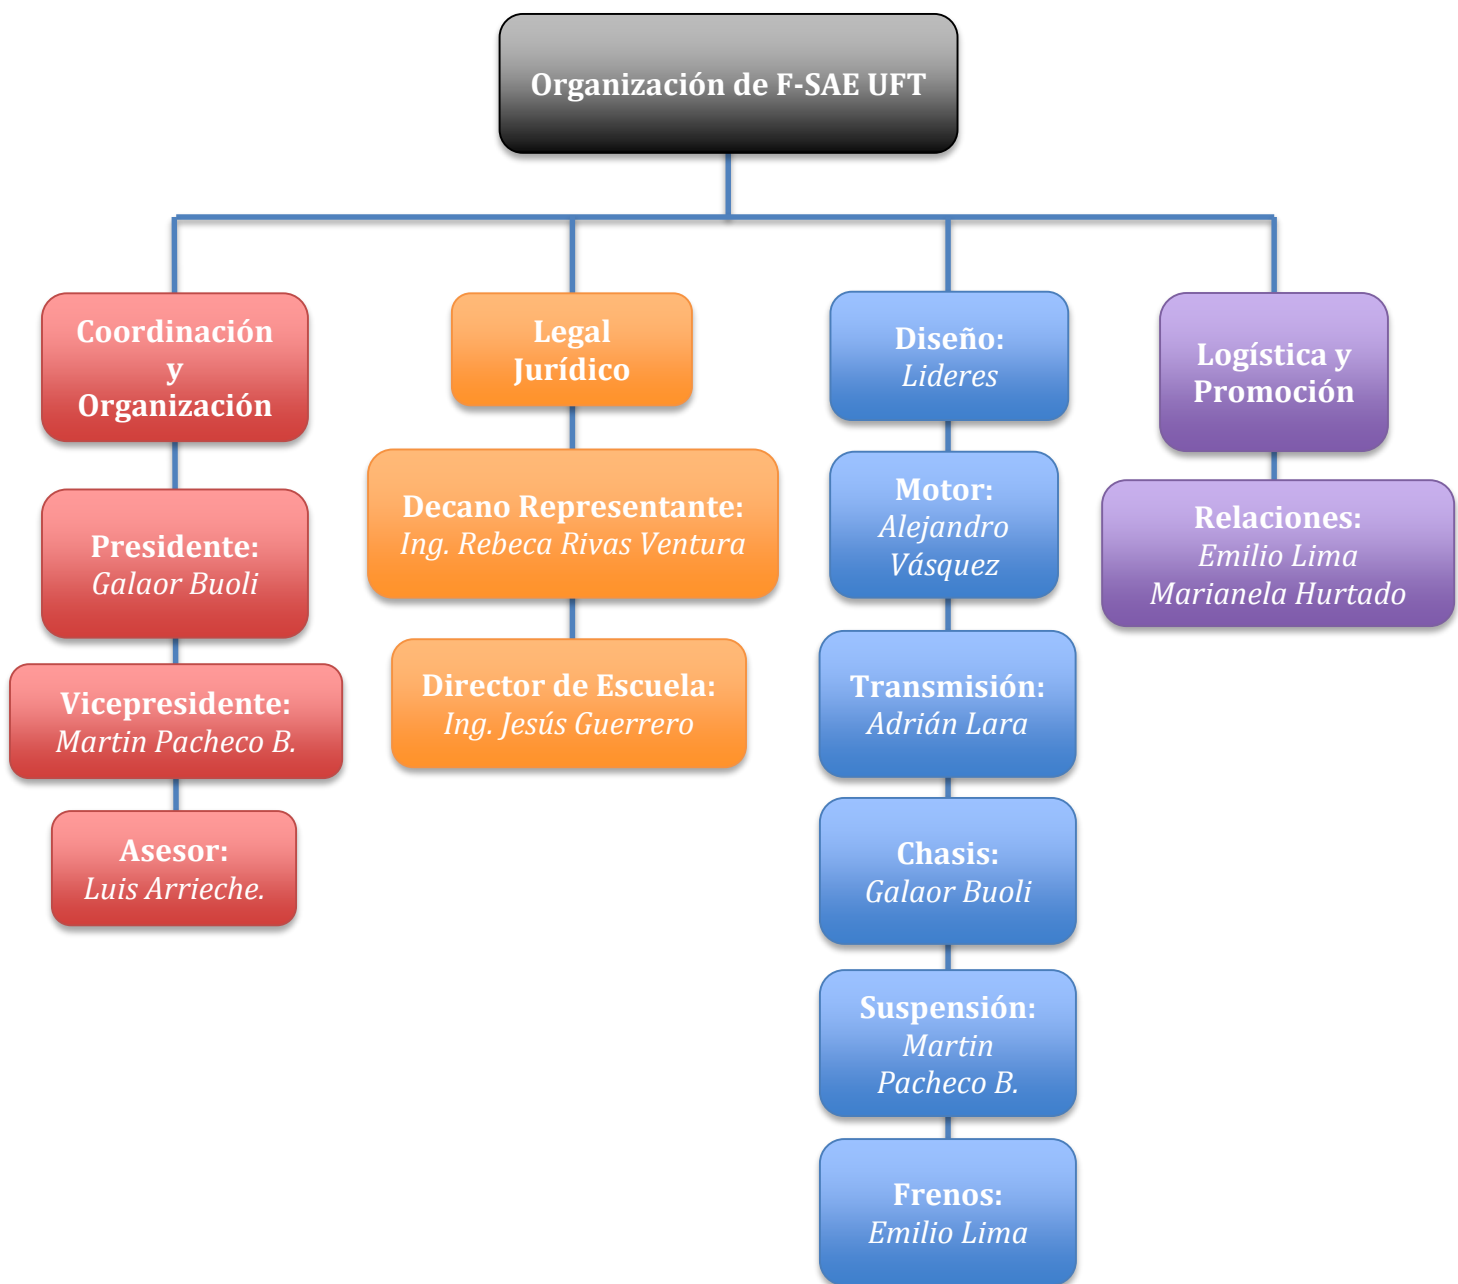 Organización de F-SAE UFT
Coordinación
y
Organización
Presidente:
Galaor Buoli
Vicepresidente:
Martin Pacheco B.
Asesor:
Luis Arrieche.
Legal
Jurídico
Decano Representante:
Ing. Rebeca Rivas Ventura
Director de Escuela:
Ing. Jesús Guerrero
Diseño:
Lideres
Motor:
Alejandro
Vásquez
Transmisión:
Adrián Lara
Chasis:
Galaor Buoli
Suspensión:
Martin
Pacheco B.
Frenos:
Emilio Lima
Logística y
Promoción
Relaciones:
Emilio Lima
Marianela Hurtado